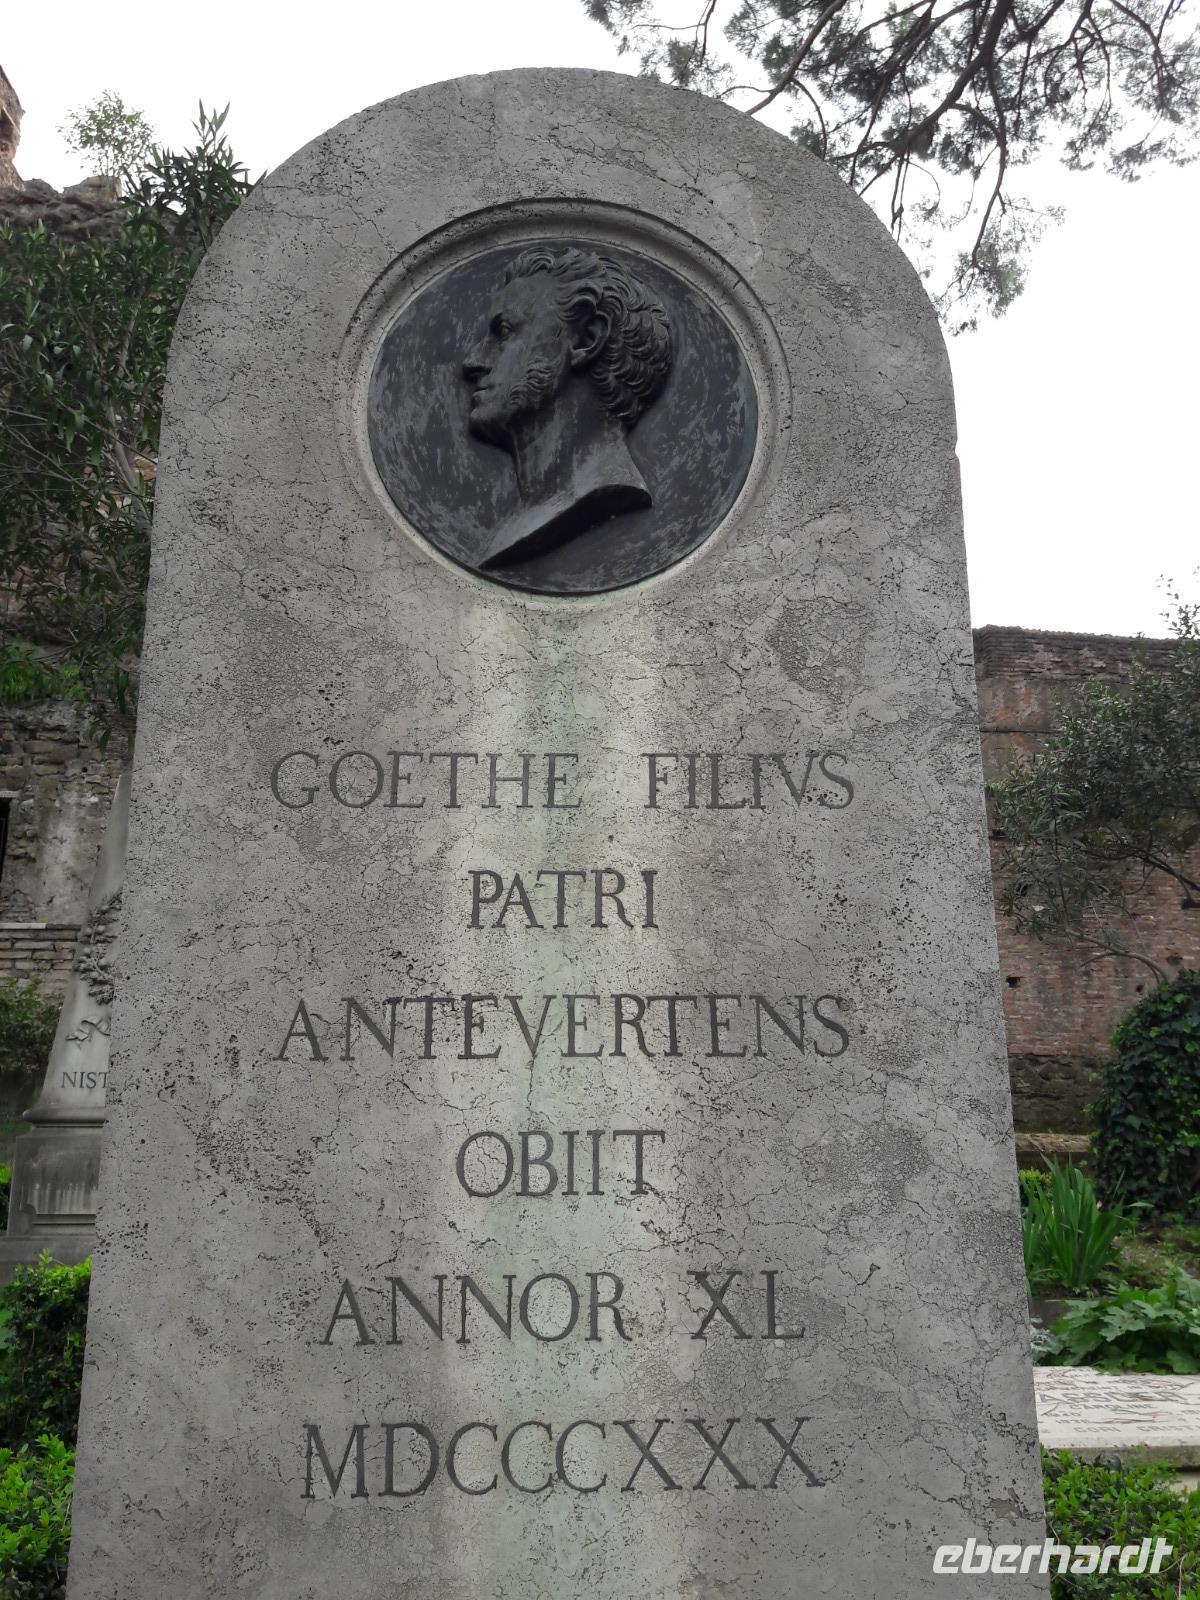 GOETHE FILIVS
PATRI
ANTEVERTENS
OBIIT
ANNOR XL
MDCCCXXX
NIST
eberhardt